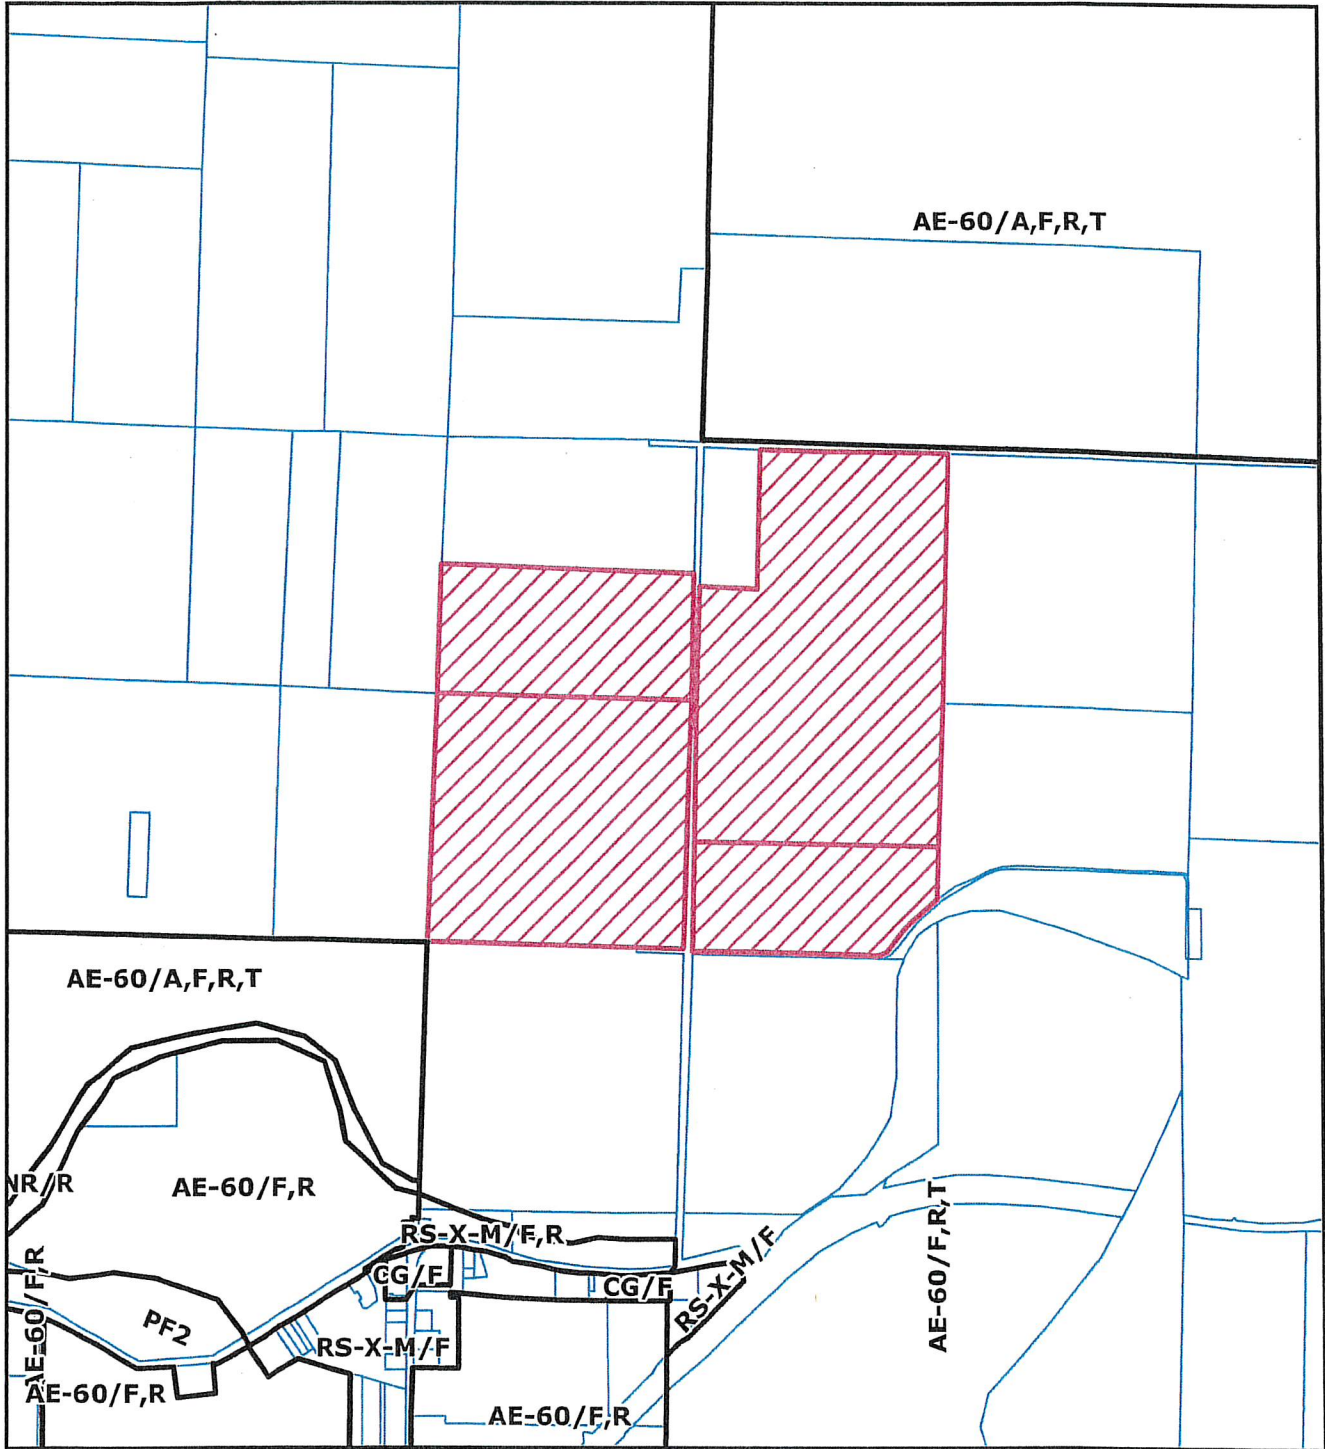 AE-60/A,F,R,T
AE-60/A,F,R,T
NR/R
AE-60/F,R
AE-60/F,R,T
RS-X-M/F,R
RS-X-M/F
CG/F
CG/F
AE-60/F,R
PF2
RS-X-M/F
AE-60/F,R
AE-60/F,R